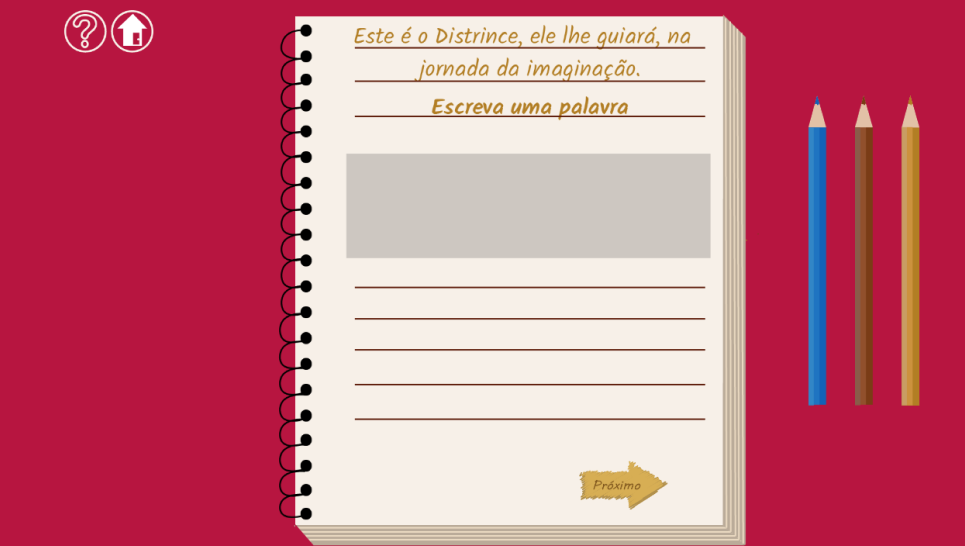 Este é o Distrince, ele lhe guiará, na
jornada da imaginação.
Escreva uma palavra
Próximo